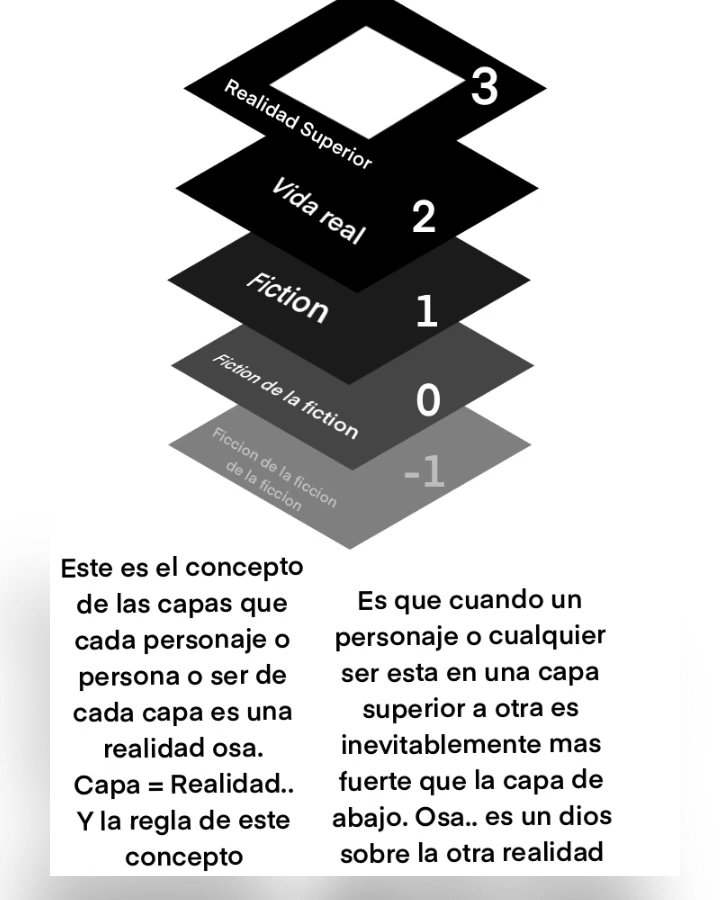 Realidad Superior
3
Vida real
2
Fiction
1
Fiction de la fiction
0
Ficcion de la ficcion
de la ficcion
-1
Este es el concepto
de las capas que
cada personaje o
persona o ser de
cada capa es una
realidad osa.
Capa = Realidad..
Y la regla de este
concepto
Es que cuando un
personaje o cualquier
ser esta en una capa
superior a otra es
inevitablemente mas
fuerte que la capa de
abajo. Osa.. es un dios
sobre la otra realidad